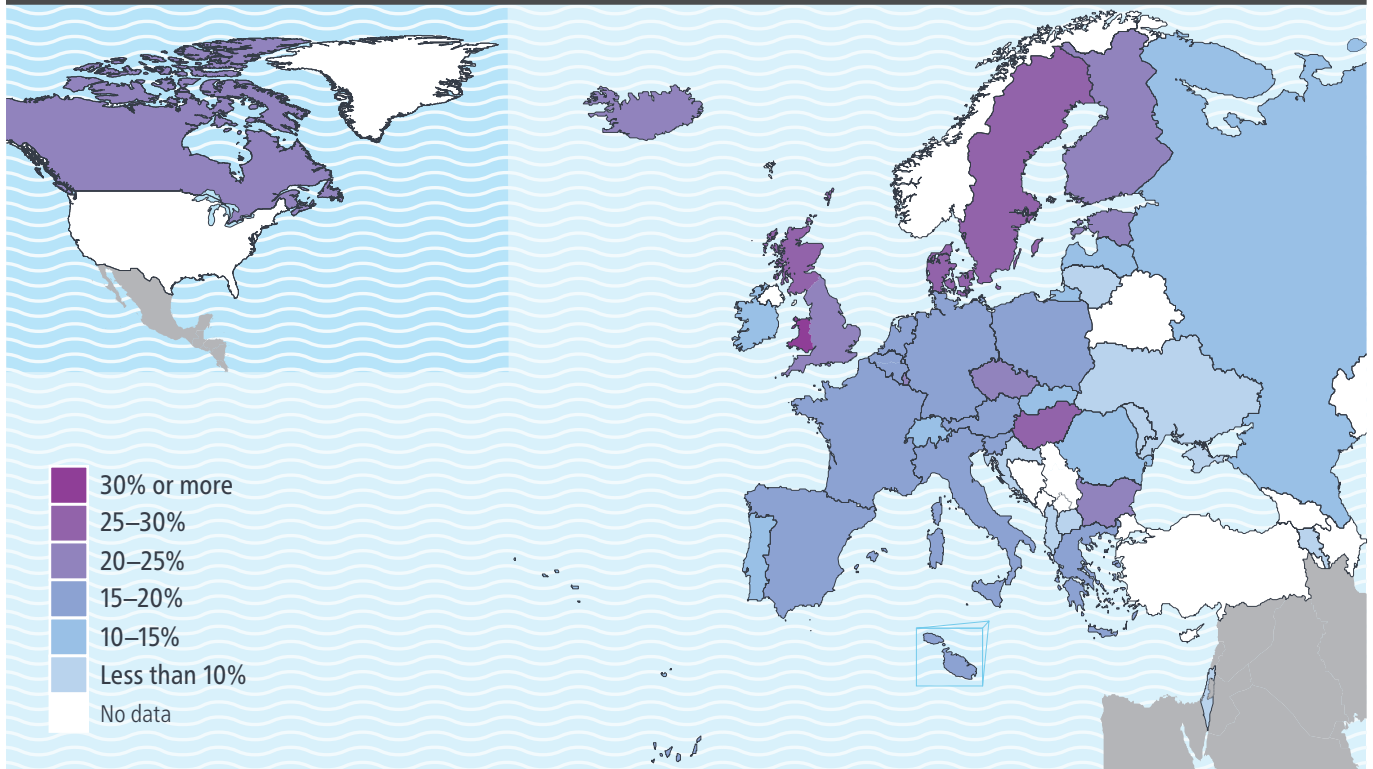 30% or more
25–30%
20–25%
15–20%
10–15%
Less than 10%
No data